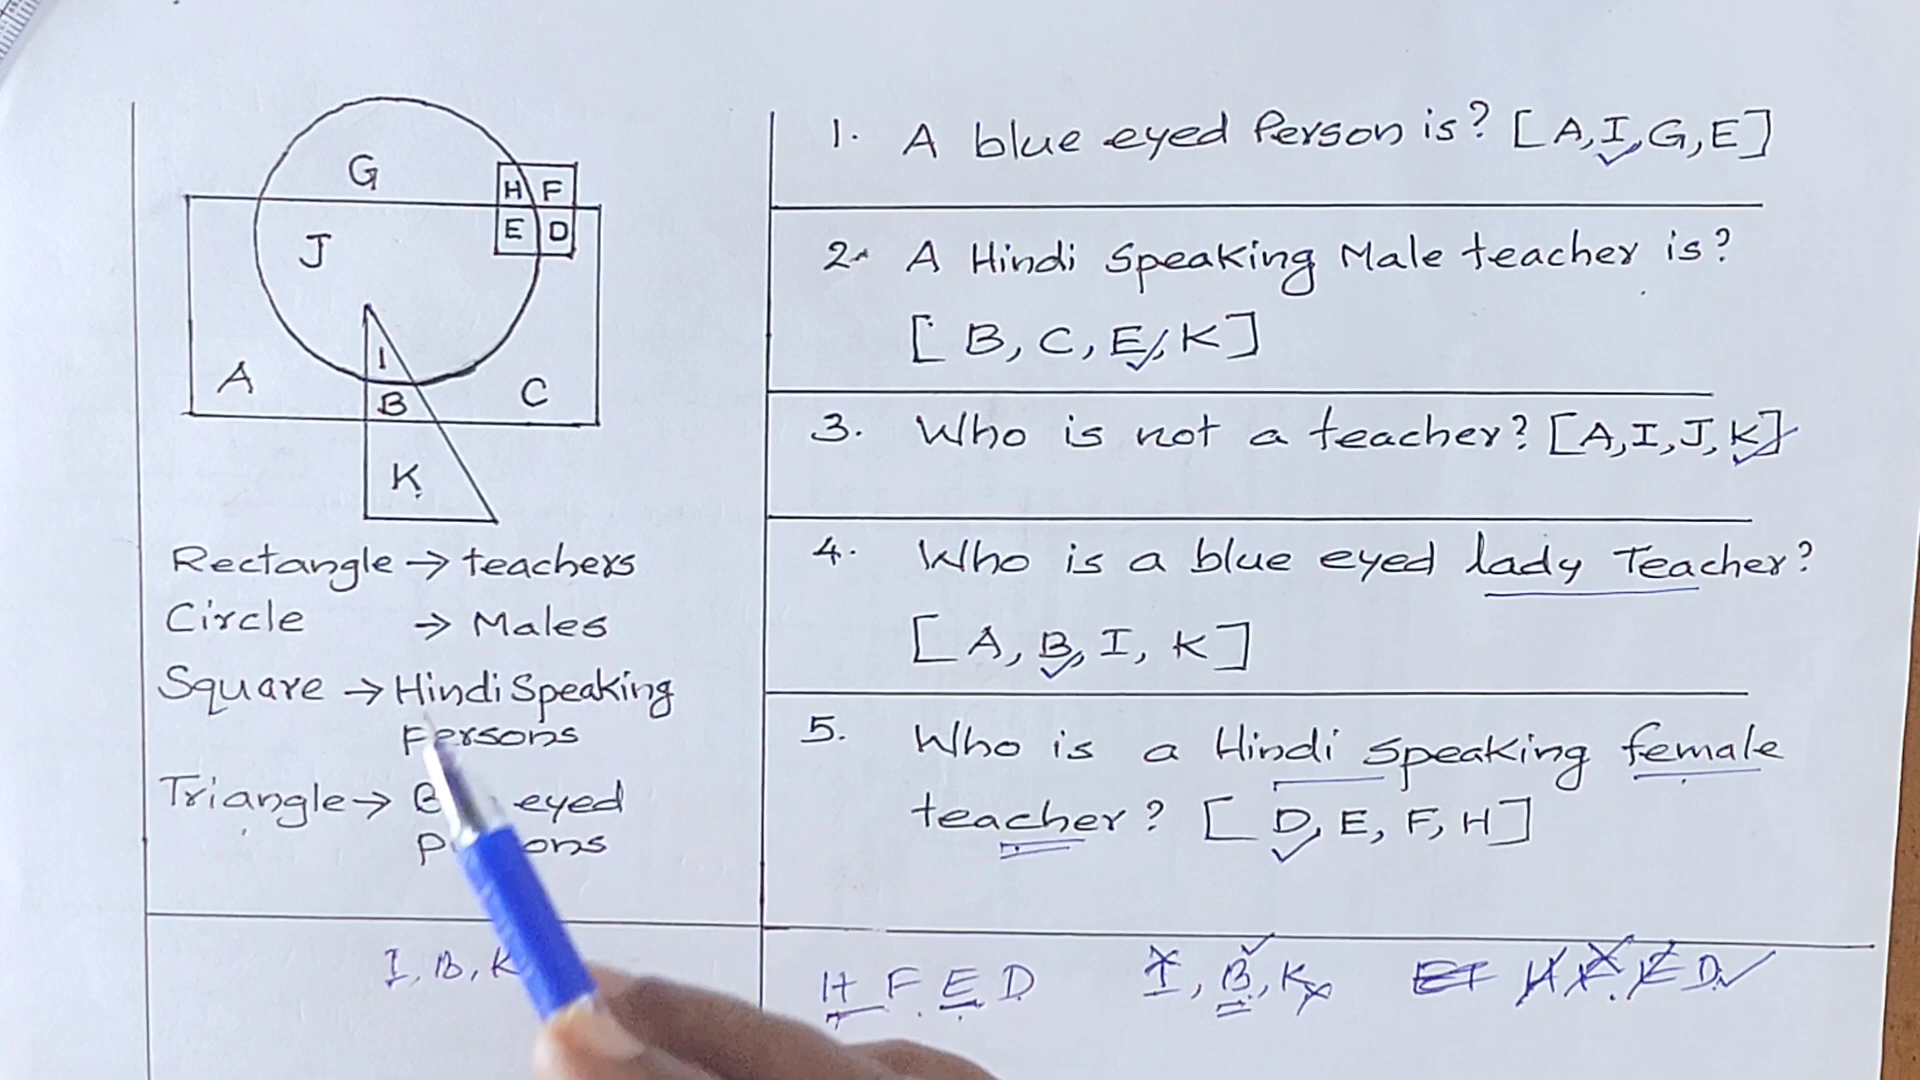 G
H F
J
E D
I
A B C
K
Rectangle → teachers
Circle → Males
Square → Hindi Speaking
Persons
Triangle → eyed
I, B, K
1. A blue eyed Person is? [A, I, G, E]
2. A Hindi Speaking Male teacher is?
[B, C, E, K]
3. Who is not a teacher? [A, I, J, K]
4. Who is a blue eyed lady Teacher?
[A, B, I, K]
5. Who is a Hindi Speaking female
teacher? [D, E, F, H]
H F E D I, B, K H F E D